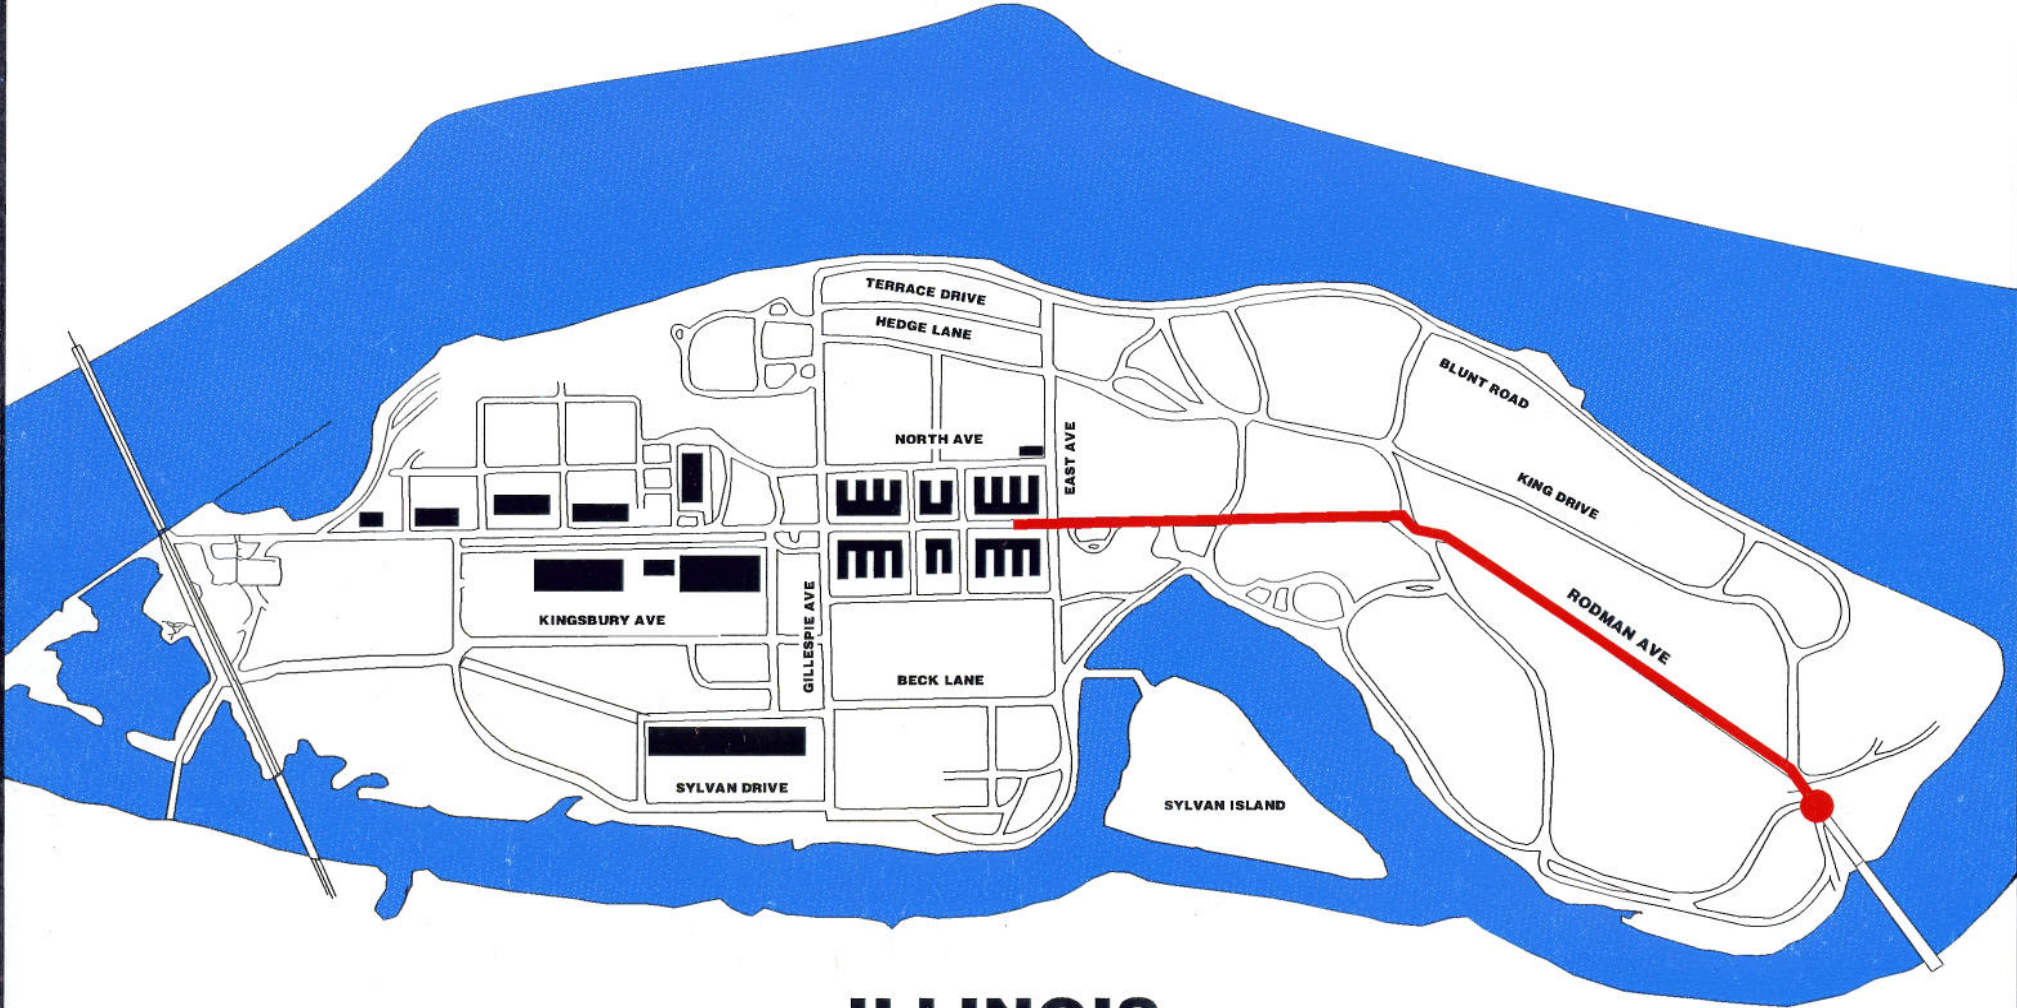 TERRACE DRIVE
HEDGE LANE
BLUNT ROAD
NORTH AVE
EAST AVE
KING DRIVE
RODMAN AVE
KINGSBURY AVE
GILLESPIE AVE
BECK LANE
SYLVAN DRIVE
SYLVAN ISLAND
ILLINOIS